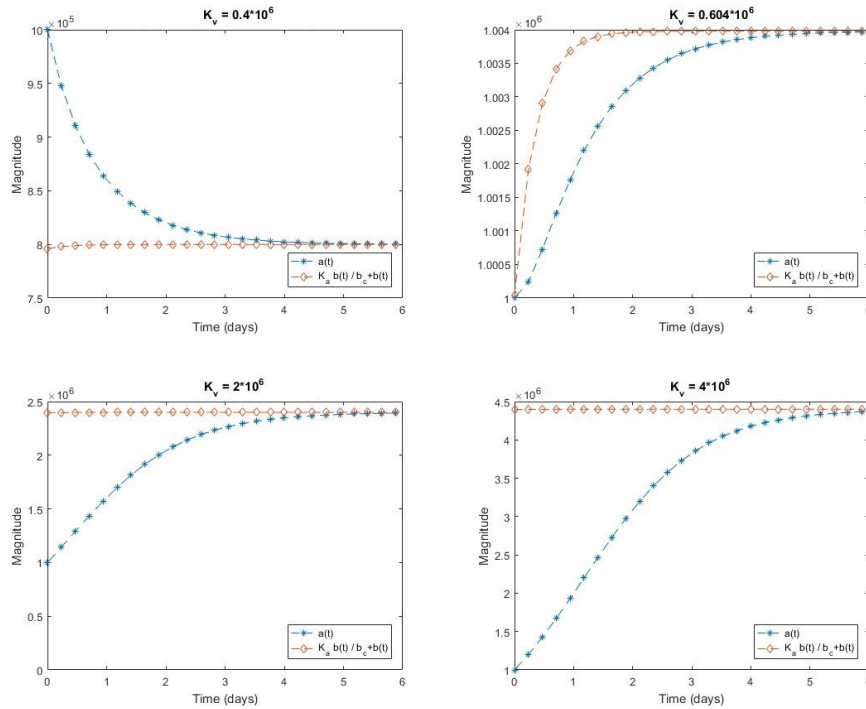 K_v = 0.4*10^6
× 10^5
10
9.5
9
8.5
8
7.5
Magnitude
0 1 2 3 4 5 6
Time (days)
a(t)
K_a b(t) / b_c+b(t)
K_v = 0.604*10^6
× 10^6
1.004
1.0035
1.003
1.0025
1.002
1.0015
1.001
1.0005
1
Magnitude
0 1 2 3 4 5
Time (days)
a(t)
K_a b(t) / b_c+b(t)
K_v = 2*10^6
× 10^6
2.5
2
1.5
1
0.5
0
Magnitude
0 1 2 3 4 5 6
Time (days)
a(t)
K_a b(t) / b_c+b(t)
K_v = 4*10^6
× 10^6
4.5
4
3.5
3
2.5
2
1.5
1
Magnitude
0 1 2 3 4 5
Time (days)
a(t)
K_a b(t) / b_c+b(t)